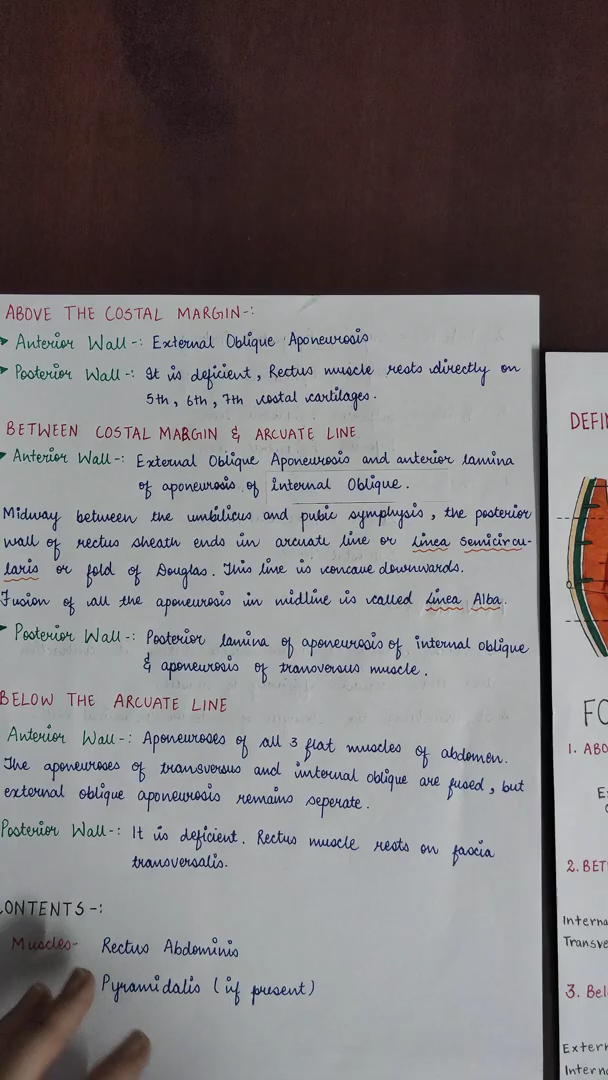 ABOVE THE COSTAL MARGIN-:
Anterior Wall-: External Oblique Aponeurosis
Posterior Wall-: It is deficient, Rectus muscle rests directly on
5th, 6th, 7th costal cartilages.
BETWEEN COSTAL MARGIN & ARCUATE LINE
Anterior Wall-: External Oblique Aponeurosis and anterior lamina
of aponeurosis of internal Oblique.
Midway between the umbilicus and pubic symphysis, the posterior
wall of rectus sheath ends in arcuate line or Linea semicircu-
laris or fold of Douglas. This line is concave downwards.
Fusion of all the aponeurosis in midline is called Linea Alba.
Posterior Wall-: Posterior lamina of aponeurosis of internal oblique
& aponeurosis of transversus muscle.
BELOW THE ARCUATE LINE
Anterior Wall-: Aponeuroses of all 3 flat muscles of abdomen.
The aponeuroses of transversus and internal oblique are fused, but
external oblique aponeurosis remains seperate.
Posterior Wall-: It is deficient. Rectus muscle rests on fascia
transversalis.
ONTENTS-:
Muscles- Rectus Abdominis
Pyramidalis (if present)
DEFI
FO
1. ABO
E
2. BET
Interna
Transve
3. Bel
Extern
Intern